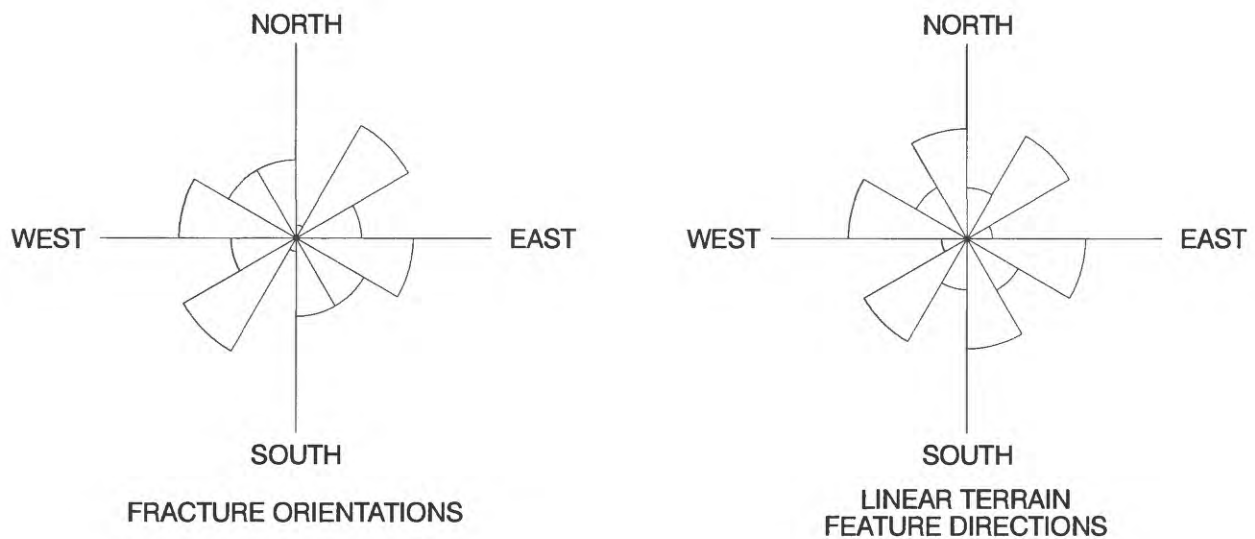 NORTH
WEST
EAST
SOUTH
FRACTURE ORIENTATIONS
NORTH
WEST
EAST
SOUTH
LINEAR TERRAIN
FEATURE DIRECTIONS